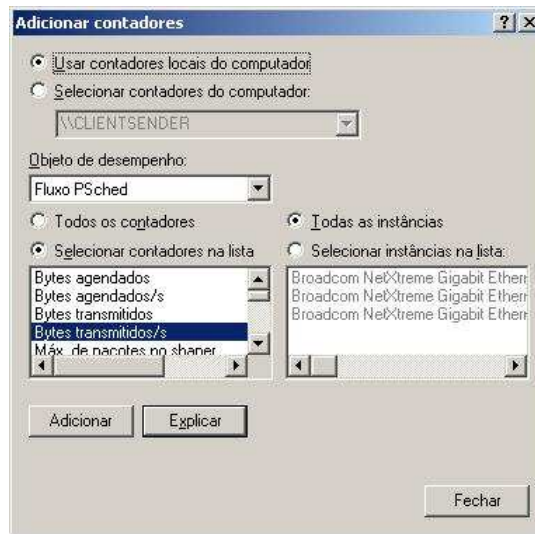 Adicionar contadores
Usar contadores locais do computador
Selecionar contadores do computador:
\\CLIENTSENDER
Objeto de desempenho:
Fluxo PSched
Todos os contadores
Todas as instâncias
Selecionar contadores na lista
Selecionar instâncias na lista:
Bytes agendados
Bytes agendados/s
Bytes transmitidos
Bytes transmitidos/s
Máx. de pacotes no shaper
Broadcom NetXtreme Gigabit Ethern
Broadcom NetXtreme Gigabit Ethern
Broadcom NetXtreme Gigabit Ethern
Adicionar
Explicar
Fechar